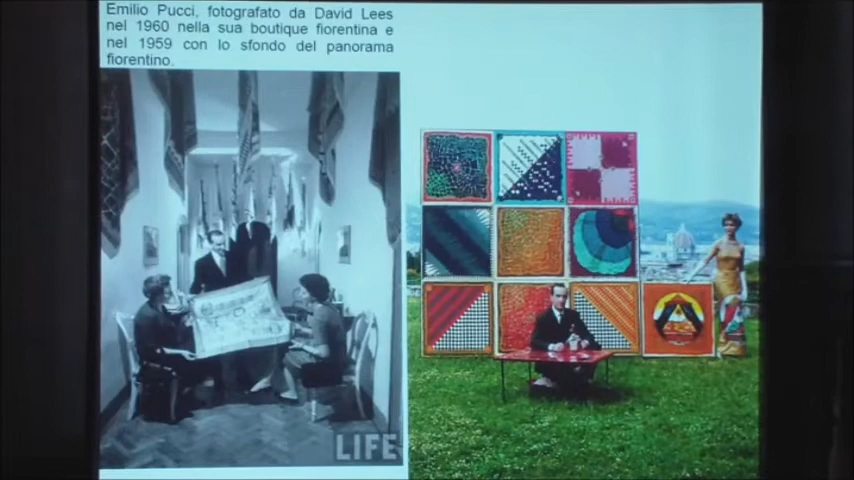 Emilio Pucci, fotografato da David Lees
nel 1960 nella sua boutique fiorentina e
nel 1959 con lo sfondo del panorama
fiorentino.
LIFE